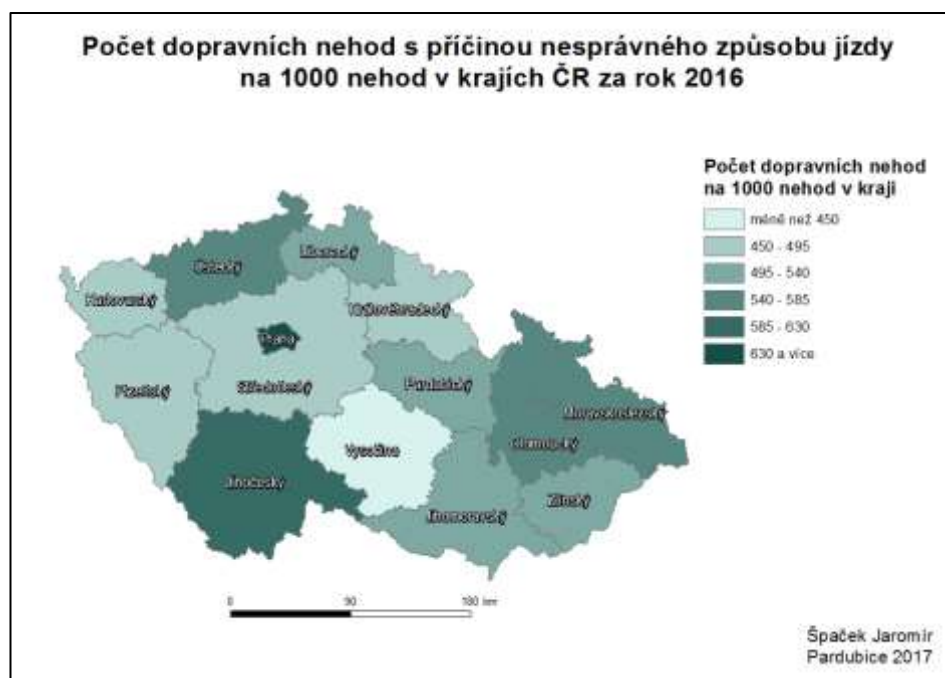 Počet dopravních nehod s příčinou nesprávného způsobu jízdy
na 1000 nehod v krajích ČR za rok 2016
Počet dopravních nehod
na 1000 nehod v kraji
méně než 450
450 - 495
495 - 540
540 - 585
585 - 630
630 a více
Liberecký
Ústecký
Karlovarský
Královéhradecký
Praha
Plzeňský
Středočeský
Pardubický
Moravskoslezský
Olomoucký
Vysočina
Jihočeský
Zlínský
Jihomoravský
0 90 180 km
Špaček Jaromír
Pardubice 2017